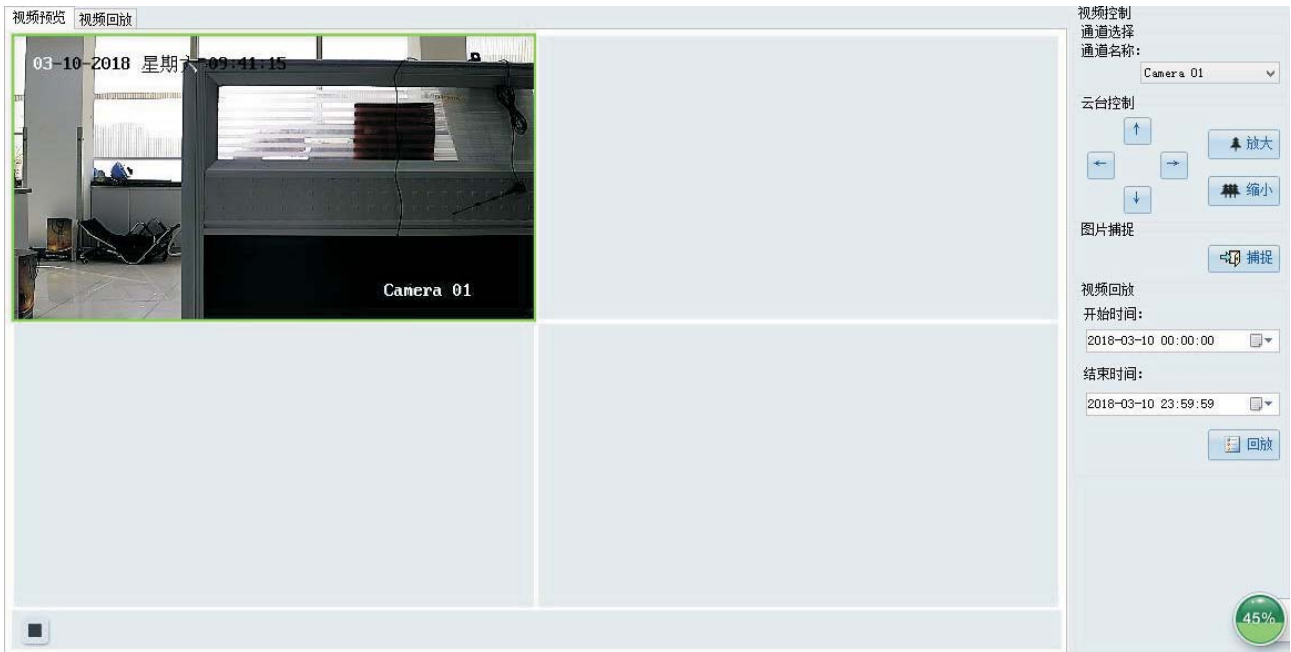 视频预览 视频回放
03-10-2018 星期六 09:41:15
Camera 01
视频控制
通道选择
通道名称:
Camera 01
云台控制
↑
← →
↓
放大
缩小
图片捕捉
捕捉
视频回放
开始时间:
2018-03-10 00:00:00
结束时间:
2018-03-10 23:59:59
回放
45%